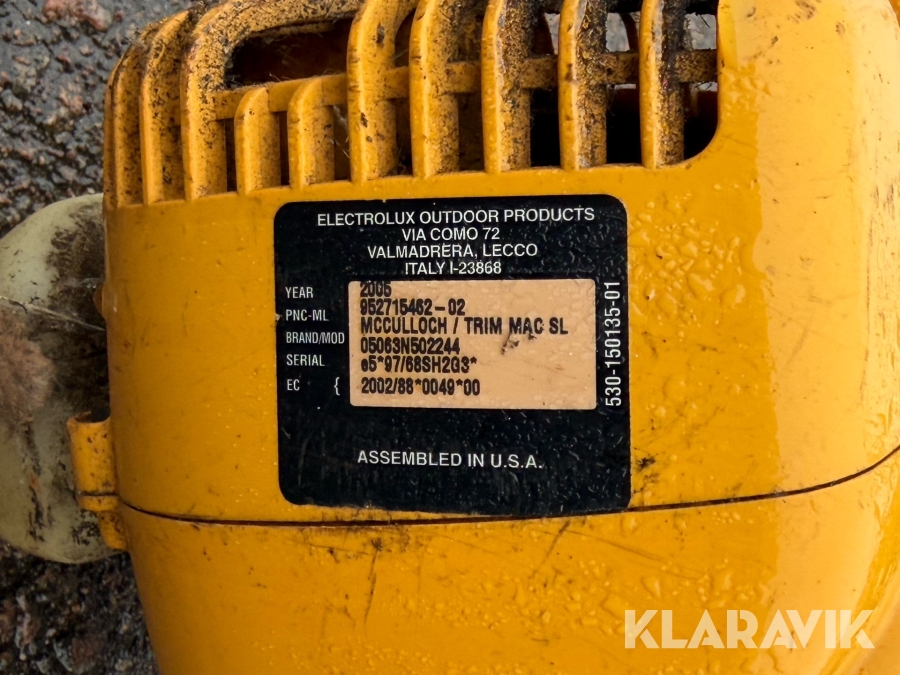 ELECTROLUX OUTDOOR PRODUCTS
VIA COMO 72
VALMADRERA, LECCO
ITALY I-23868
YEAR 2005
PNC-ML 952715462-02
BRAND/MOD MCCULLOCH / TRIM MAC SL
SERIAL 05063N502244
EC { e5*97/68SH2G3*
2002/88*0049*00
530-150135-01
ASSEMBLED IN U.S.A.
KLARAVIK